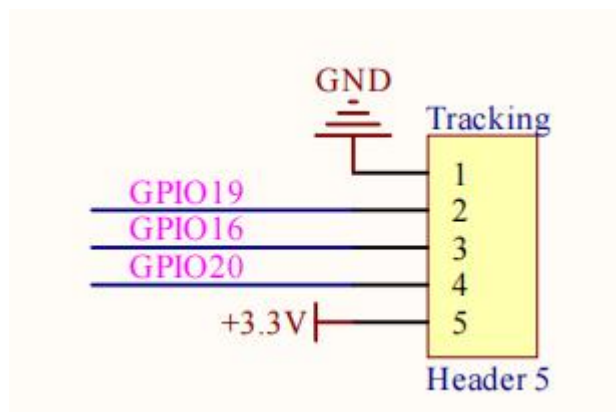 GND
Tracking
1
GPIO19
2
GPIO16
3
GPIO20
4
+3.3V
5
Header 5